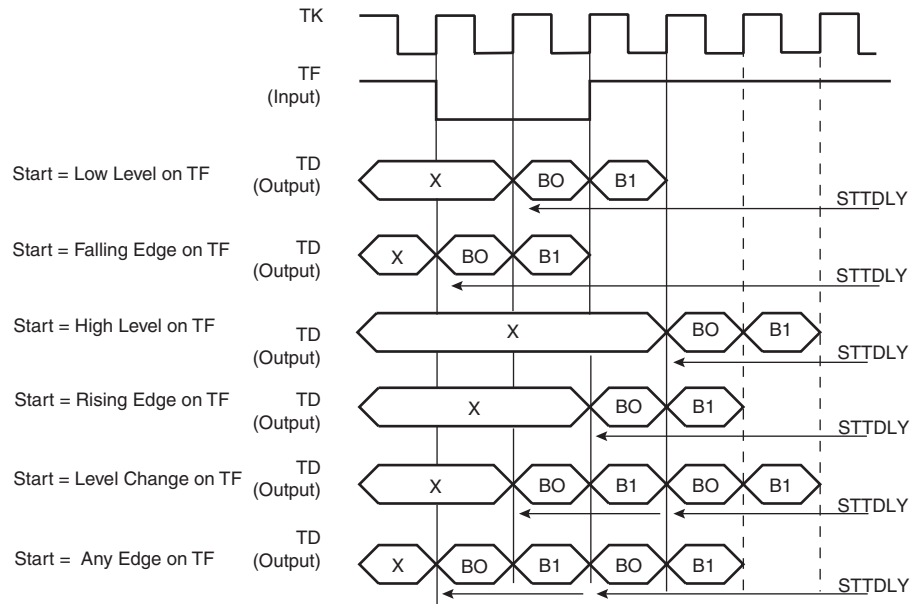 TK
TF
(Input)
Start = Low Level on TF
TD
(Output)
X
BO
B1
STTDLY
Start = Falling Edge on TF
TD
(Output)
X
BO
B1
STTDLY
Start = High Level on TF
TD
(Output)
X
BO
B1
STTDLY
Start = Rising Edge on TF
TD
(Output)
X
BO
B1
STTDLY
Start = Level Change on TF
TD
(Output)
X
BO
B1
BO
B1
STTDLY
Start = Any Edge on TF
TD
(Output)
X
BO
B1
BO
B1
STTDLY